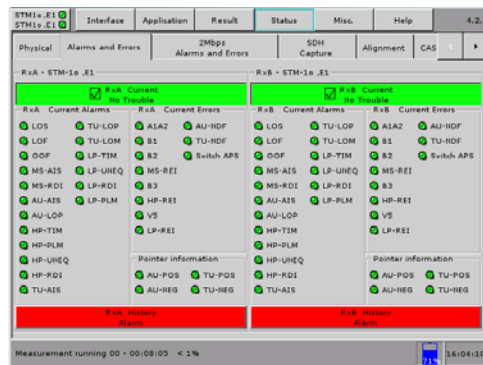 STM1o,E1
STM1o,E1
Interface
Application
Result
Status
Misc.
Help
4.2.
Physical
Alarms and Errors
2Mbps
Alarms and Errors
SDH
Capture
Alignment
CAS
RxA - STM-1o ,E1
RxA Current
No Trouble
RxA Current Alarms
LOS
LOF
OOF
MS-AIS
MS-RDI
AU-AIS
AU-LOP
HP-TIM
HP-PLM
HP-UNEQ
HP-RDI
TU-AIS
TU-LOP
TU-LOM
LP-TIM
LP-UNEQ
LP-RDI
LP-PLM
RxA Current Errors
A1A2
B1
B2
MS-REI
B3
HP-REI
V5
LP-REI
AU-NDF
TU-NDF
Switch APS
Pointer information
AU-POS
TU-POS
AU-NEG
TU-NEG
RxA History
Alarm
RxB - STM-1o ,E1
RxB Current
No Trouble
RxB Current Alarms
LOS
LOF
OOF
MS-AIS
MS-RDI
AU-AIS
AU-LOP
HP-TIM
HP-PLM
HP-UNEQ
HP-RDI
TU-AIS
TU-LOP
TU-LOM
LP-TIM
LP-UNEQ
LP-RDI
LP-PLM
RxB Current Errors
A1A2
B1
B2
MS-REI
B3
HP-REI
V5
LP-REI
AU-NDF
TU-NDF
Switch APS
Pointer information
AU-POS
TU-POS
AU-NEG
TU-NEG
RxB History
Alarm
Measurement running 00 - 00:08:05 < 1%
71%
16:04:10